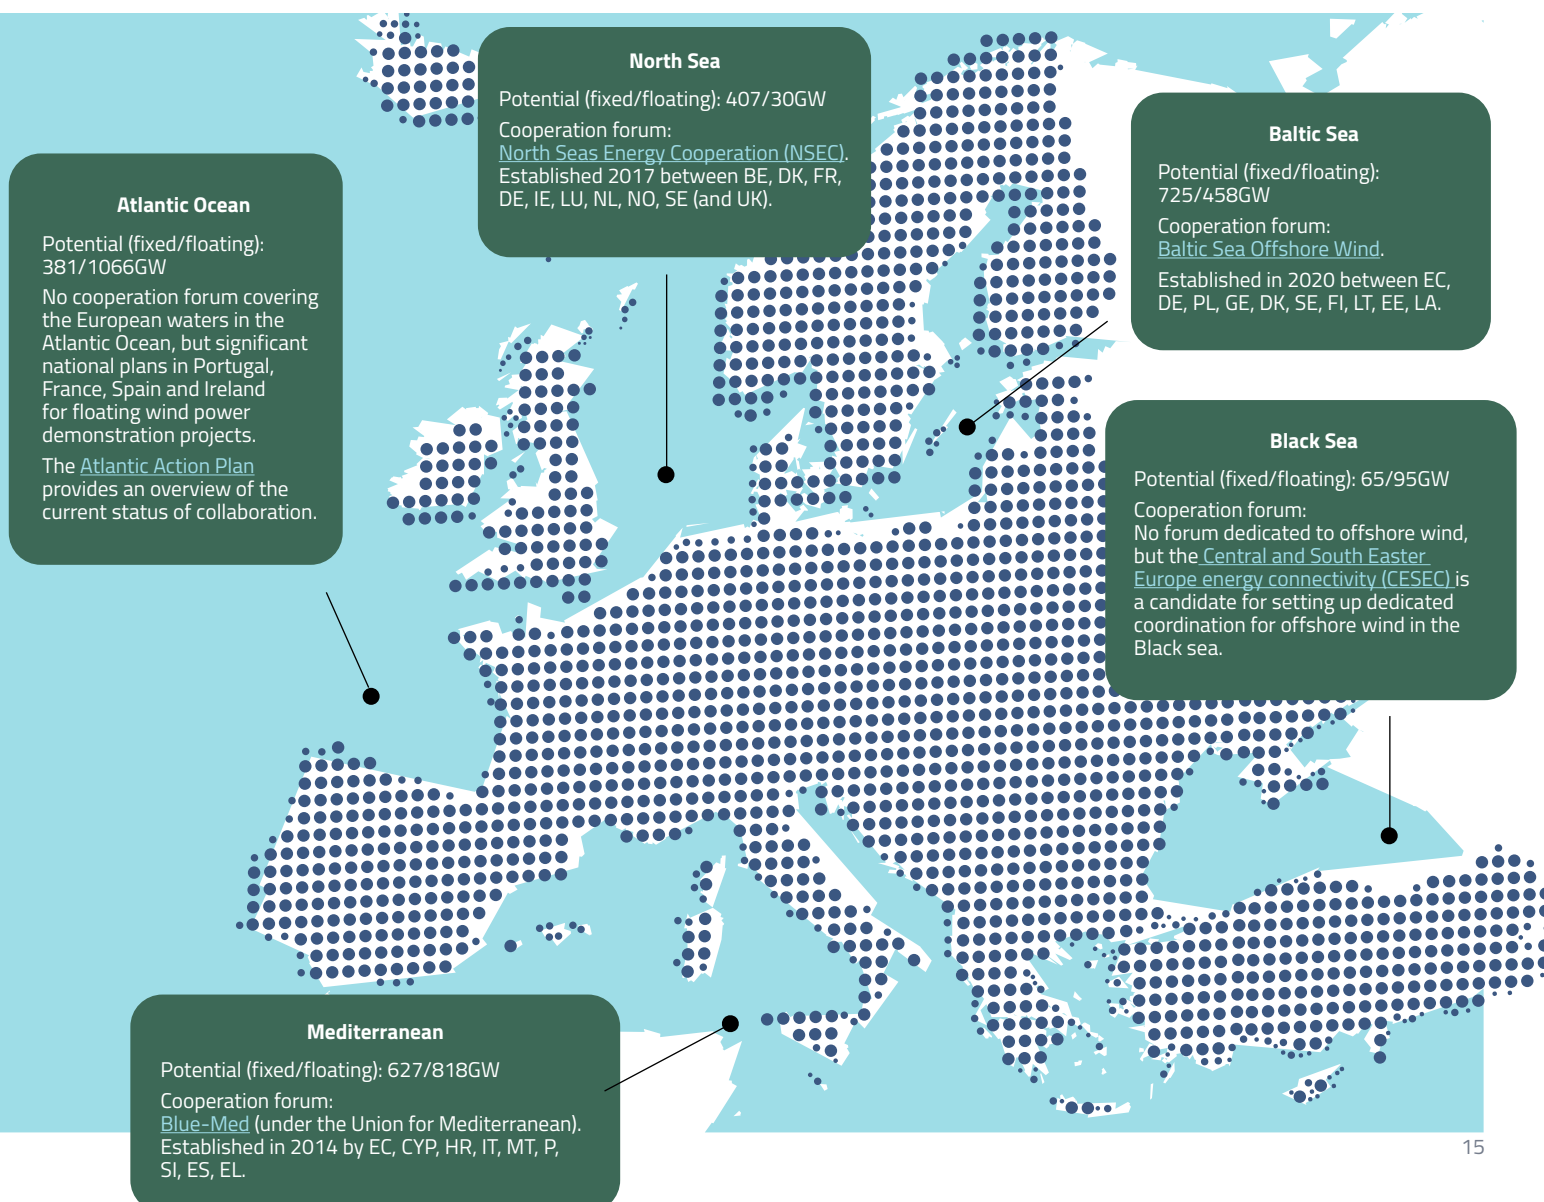 North Sea
Potential (fixed/floating): 407/30GW
Cooperation forum:
North Seas Energy Cooperation (NSEC).
Established 2017 between BE, DK, FR,
DE, IE, LU, NL, NO, SE (and UK).
Baltic Sea
Potential (fixed/floating):
725/458GW
Cooperation forum:
Baltic Sea Offshore Wind.
Established in 2020 between EC,
DE, PL, GE, DK, SE, FI, LT, EE, LA.
Atlantic Ocean
Potential (fixed/floating):
381/1066GW
No cooperation forum covering
the European waters in the
Atlantic Ocean, but significant
national plans in Portugal,
France, Spain and Ireland
for floating wind power
demonstration projects.
The Atlantic Action Plan
provides an overview of the
current status of collaboration.
Black Sea
Potential (fixed/floating): 65/95GW
Cooperation forum:
No forum dedicated to offshore wind,
but the Central and South Easter
Europe energy connectivity (CESEC) is
a candidate for setting up dedicated
coordination for offshore wind in the
Black sea.
Mediterranean
Potential (fixed/floating): 627/818GW
Cooperation forum:
Blue-Med (under the Union for Mediterranean).
Established in 2014 by EC, CYP, HR, IT, MT, P,
SI, ES, EL.
15